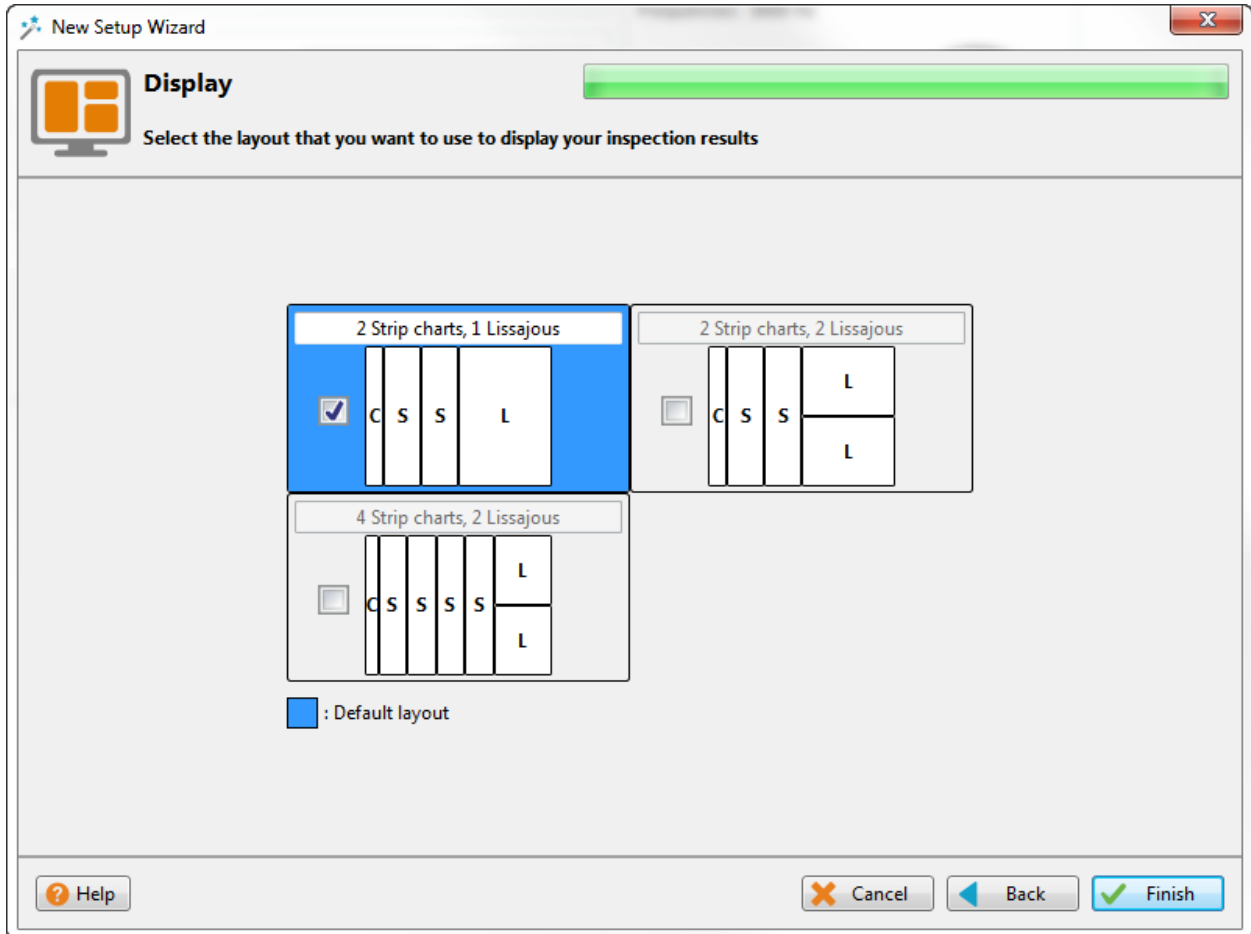 New Setup Wizard
Display
Select the layout that you want to use to display your inspection results
2 Strip charts, 1 Lissajous
C S S L
2 Strip charts, 2 Lissajous
L
C S S
L
4 Strip charts, 2 Lissajous
L
C S S S S
L
: Default layout
Help
Cancel
Back
Finish